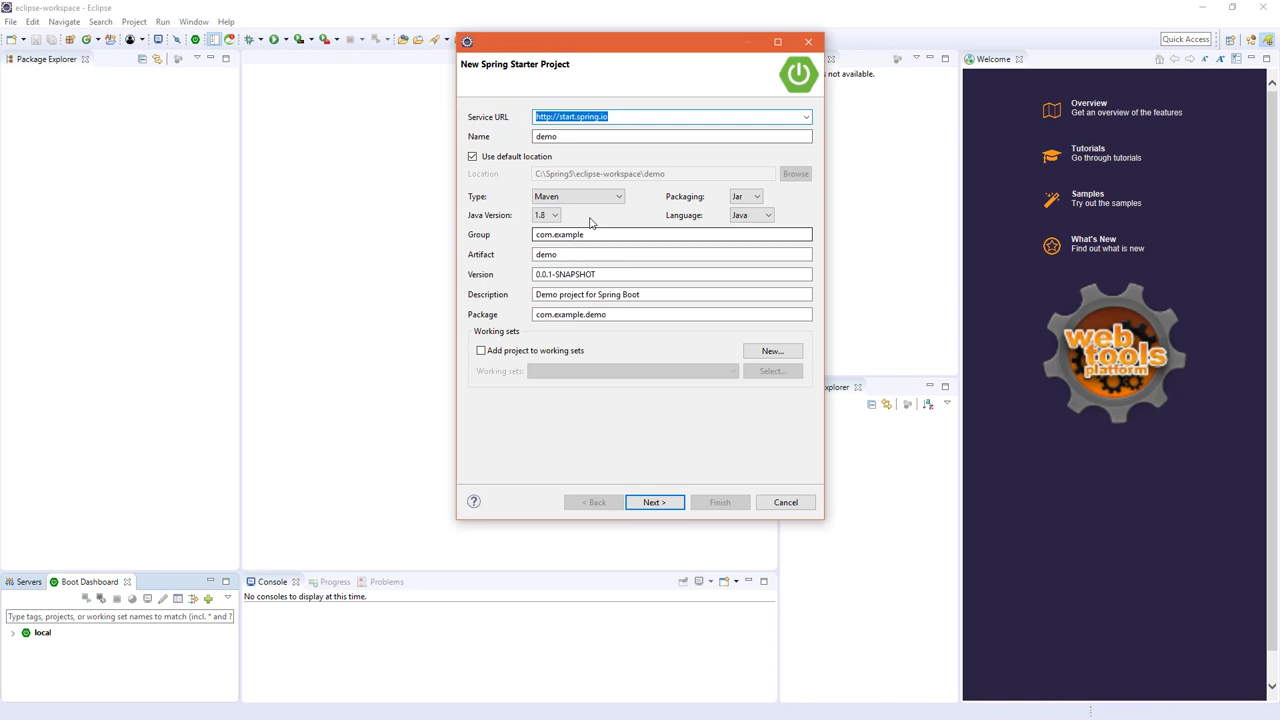 eclipse-workspace - Eclipse
File Edit Navigate Search Project Run Window Help
Quick Access
Package Explorer
New Spring Starter Project
Service URL http://start.spring.io
Name demo
Use default location
Location C:\Spring5\eclipse-workspace\demo Browse
Type: Maven Packaging: Jar
Java Version: 1.8 Language: Java
Group com.example
Artifact demo
Version 0.0.1-SNAPSHOT
Description Demo project for Spring Boot
Package com.example.demo
Working sets
Add project to working sets New...
Working sets: Select...
< Back Next > Finish Cancel
s not available.
xplorer
Welcome
Overview
Get an overview of the features
Tutorials
Go through tutorials
Samples
Try out the samples
What's New
Find out what is new
web
tools
platform
Servers Boot Dashboard
Type tags, projects, or working set names to match (incl. * and ?
local
Console Progress Problems
No consoles to display at this time.